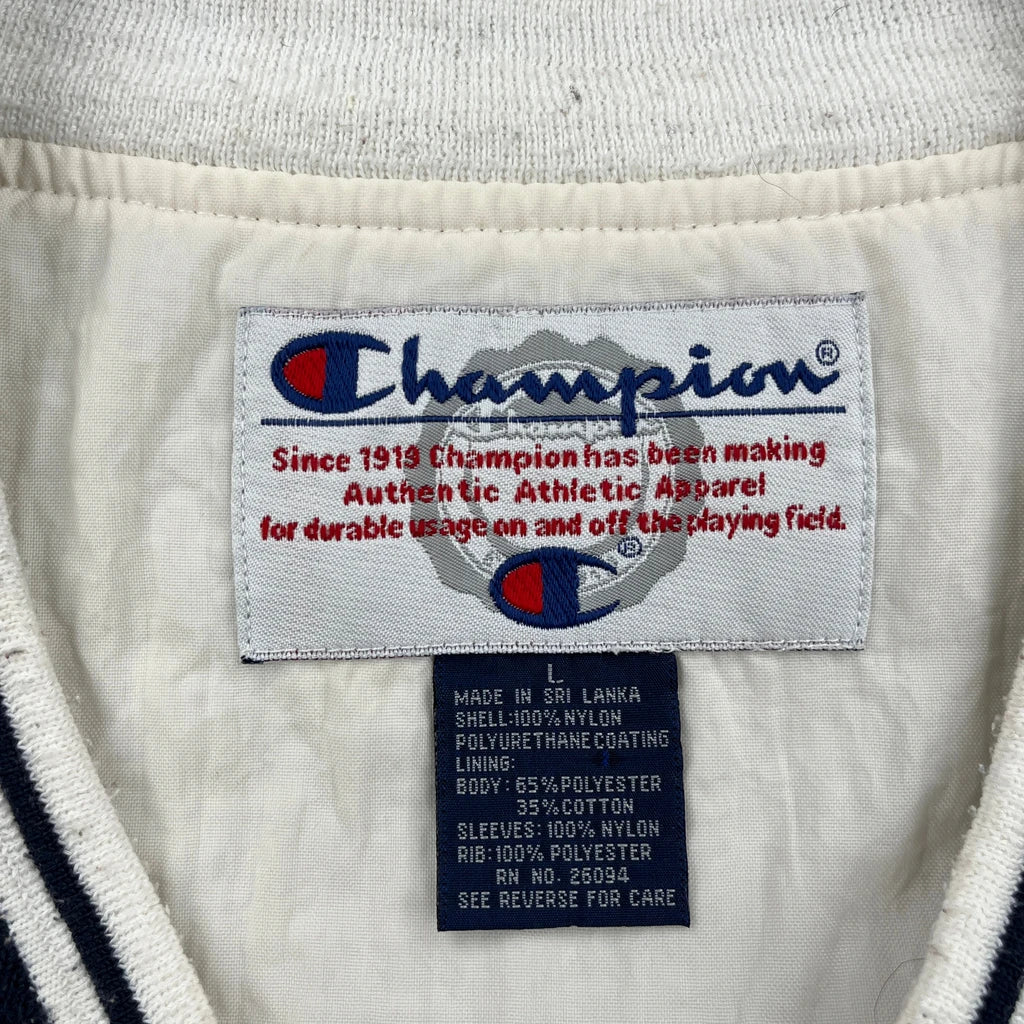 Champion®
Since 1919 Champion has been making
Authentic Athletic Apparel
for durable usage on and off the playing field.
®
L
MADE IN SRI LANKA
SHELL:100% NYLON
POLYURETHANE COATING
LINING:
BODY: 65% POLYESTER
35% COTTON
SLEEVES: 100% NYLON
RIB: 100% POLYESTER
RN NO. 26094
SEE REVERSE FOR CARE